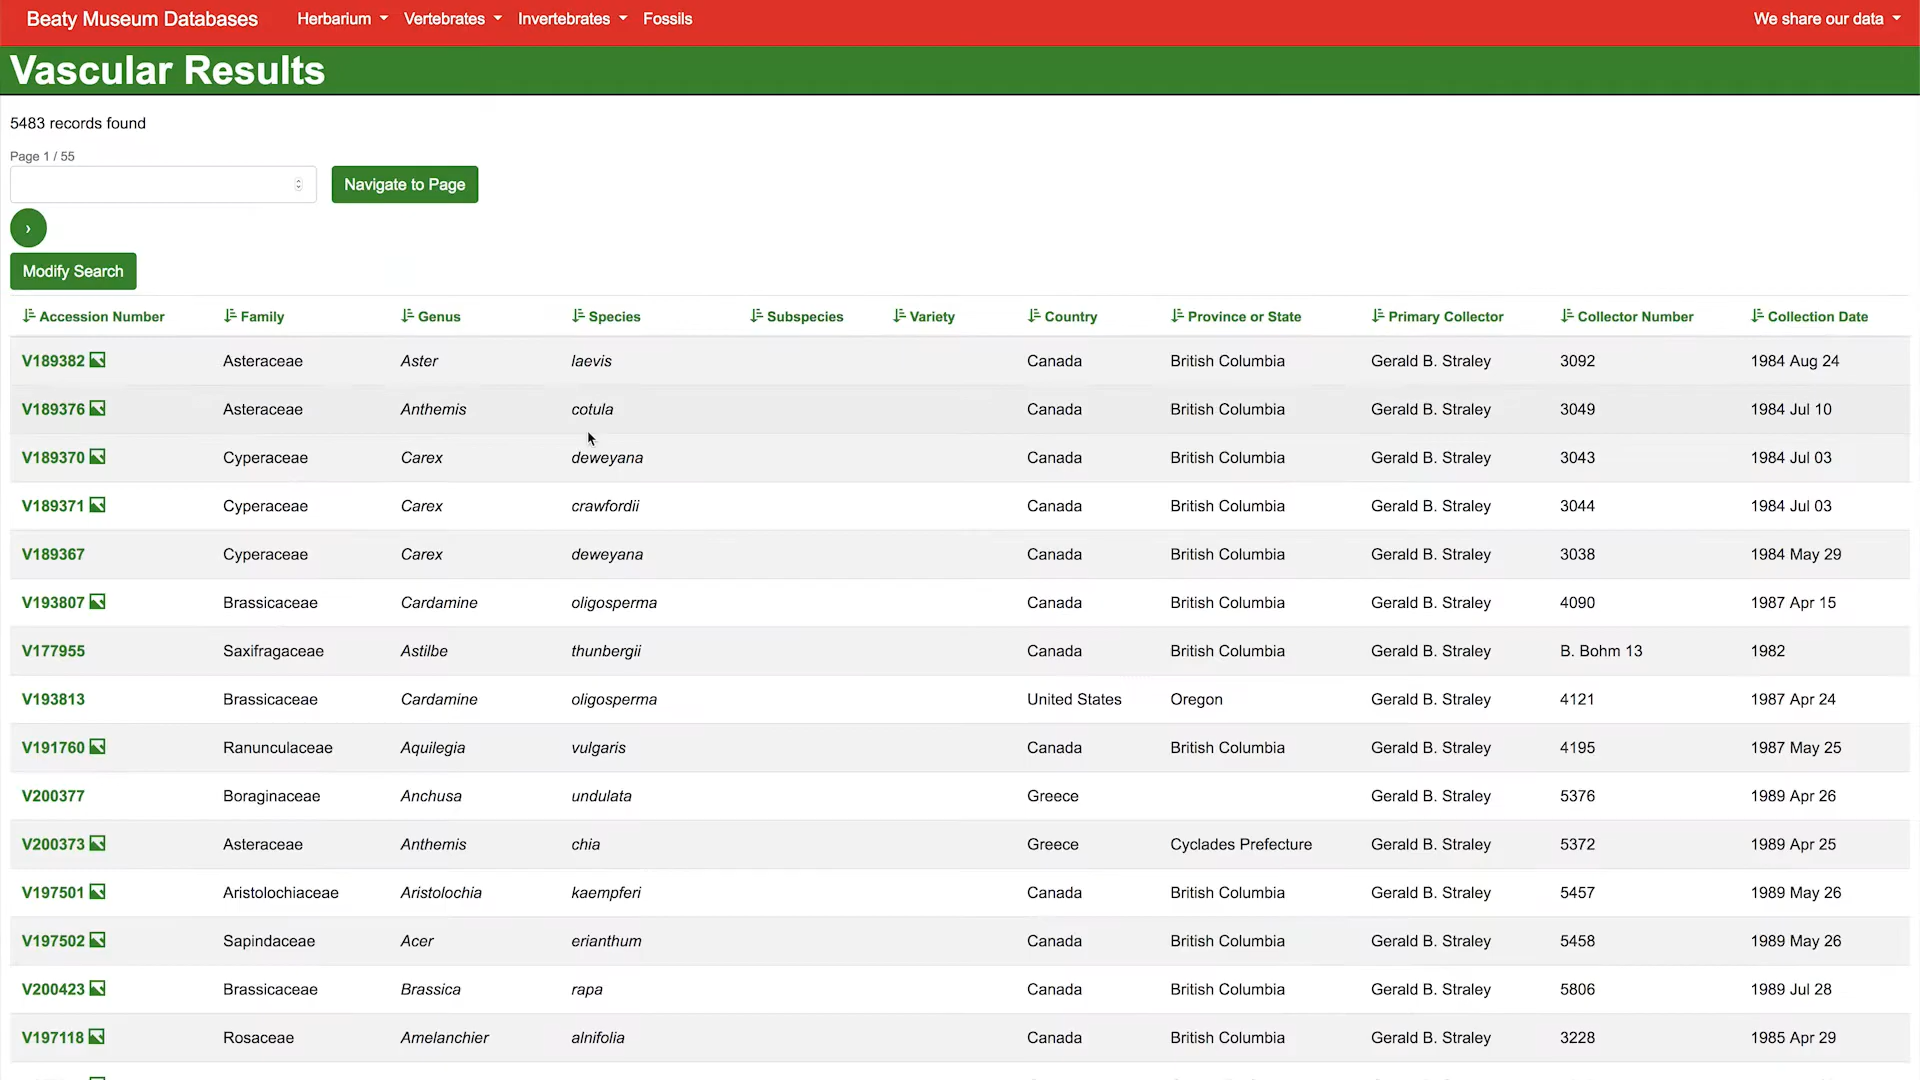 Beaty Museum Databases Herbarium Vertebrates Invertebrates Fossils We share our data
Vascular Results
5483 records found
Page 1 / 55
Navigate to Page
›
Modify Search
Accession Number Family Genus Species Subspecies Variety Country Province or State Primary Collector Collector Number Collection Date
V189382 Asteraceae Aster laevis Canada British Columbia Gerald B. Straley 3092 1984 Aug 24
V189376 Asteraceae Anthemis cotula Canada British Columbia Gerald B. Straley 3049 1984 Jul 10
V189370 Cyperaceae Carex deweyana Canada British Columbia Gerald B. Straley 3043 1984 Jul 03
V189371 Cyperaceae Carex crawfordii Canada British Columbia Gerald B. Straley 3044 1984 Jul 03
V189367 Cyperaceae Carex deweyana Canada British Columbia Gerald B. Straley 3038 1984 May 29
V193807 Brassicaceae Cardamine oligosperma Canada British Columbia Gerald B. Straley 4090 1987 Apr 15
V177955 Saxifragaceae Astilbe thunbergii Canada British Columbia Gerald B. Straley B. Bohm 13 1982
V193813 Brassicaceae Cardamine oligosperma United States Oregon Gerald B. Straley 4121 1987 Apr 24
V191760 Ranunculaceae Aquilegia vulgaris Canada British Columbia Gerald B. Straley 4195 1987 May 25
V200377 Boraginaceae Anchusa undulata Greece Gerald B. Straley 5376 1989 Apr 26
V200373 Asteraceae Anthemis chia Greece Cyclades Prefecture Gerald B. Straley 5372 1989 Apr 25
V197501 Aristolochiaceae Aristolochia kaempferi Canada British Columbia Gerald B. Straley 5457 1989 May 26
V197502 Sapindaceae Acer erianthum Canada British Columbia Gerald B. Straley 5458 1989 May 26
V200423 Brassicaceae Brassica rapa Canada British Columbia Gerald B. Straley 5806 1989 Jul 28
V197118 Rosaceae Amelanchier alnifolia Canada British Columbia Gerald B. Straley 3228 1985 Apr 29